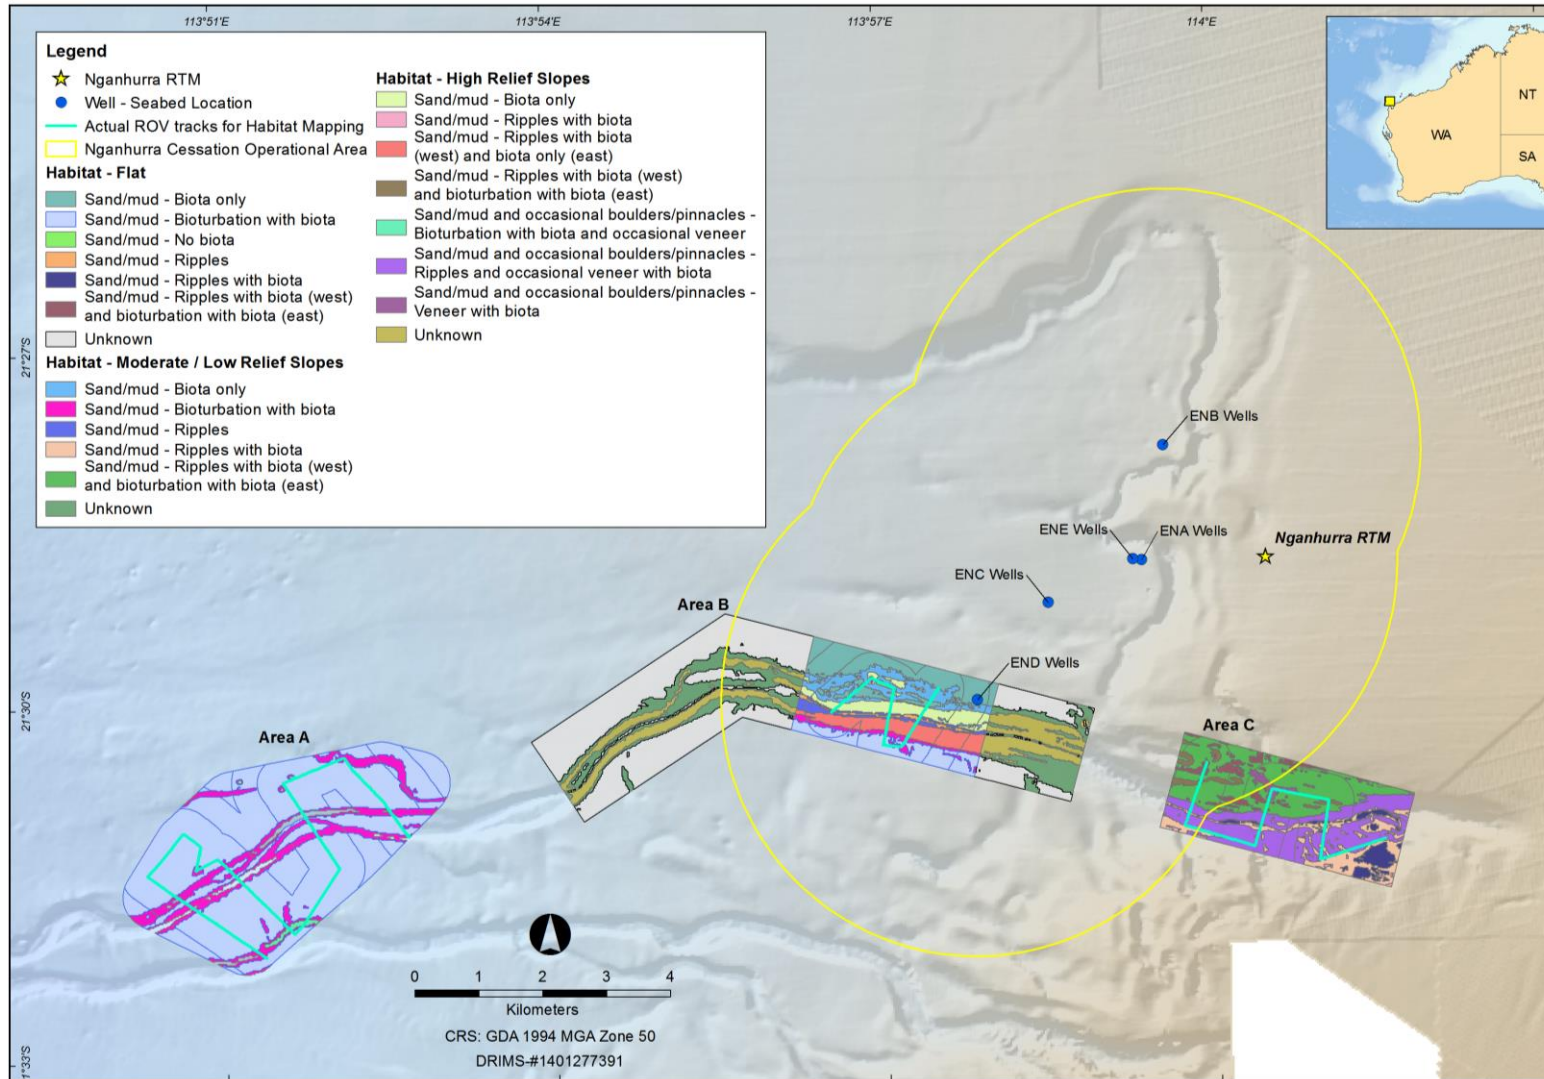 113°51'E
113°54'E
113°57'E
114°E
Legend
Nganhurra RTM
Well - Seabed Location
Actual ROV tracks for Habitat Mapping
Nganhurra Cessation Operational Area
Habitat - Flat
Sand/mud - Biota only
Sand/mud - Bioturbation with biota
Sand/mud - No biota
Sand/mud - Ripples
Sand/mud - Ripples with biota
Sand/mud - Ripples with biota (west)
and bioturbation with biota (east)
Unknown
Habitat - Moderate / Low Relief Slopes
Sand/mud - Biota only
Sand/mud - Bioturbation with biota
Sand/mud - Ripples
Sand/mud - Ripples with biota
Sand/mud - Ripples with biota (west)
and bioturbation with biota (east)
Unknown
Habitat - High Relief Slopes
Sand/mud - Biota only
Sand/mud - Ripples with biota
Sand/mud - Ripples with biota
(west) and biota only (east)
Sand/mud - Ripples with biota (west)
and bioturbation with biota (east)
Sand/mud and occasional boulders/pinnacles -
Bioturbation with biota and occasional veneer
Sand/mud and occasional boulders/pinnacles -
Ripples and occasional veneer with biota
Sand/mud and occasional boulders/pinnacles -
Veneer with biota
Unknown
NT
WA
SA
21°27'S
21°30'S
21°33'S
ENB Wells
ENE Wells
ENA Wells
Nganhurra RTM
ENC Wells
Area B
END Wells
Area A
Area C
0 1 2 3 4
Kilometers
CRS: GDA 1994 MGA Zone 50
DRIMS-#1401277391